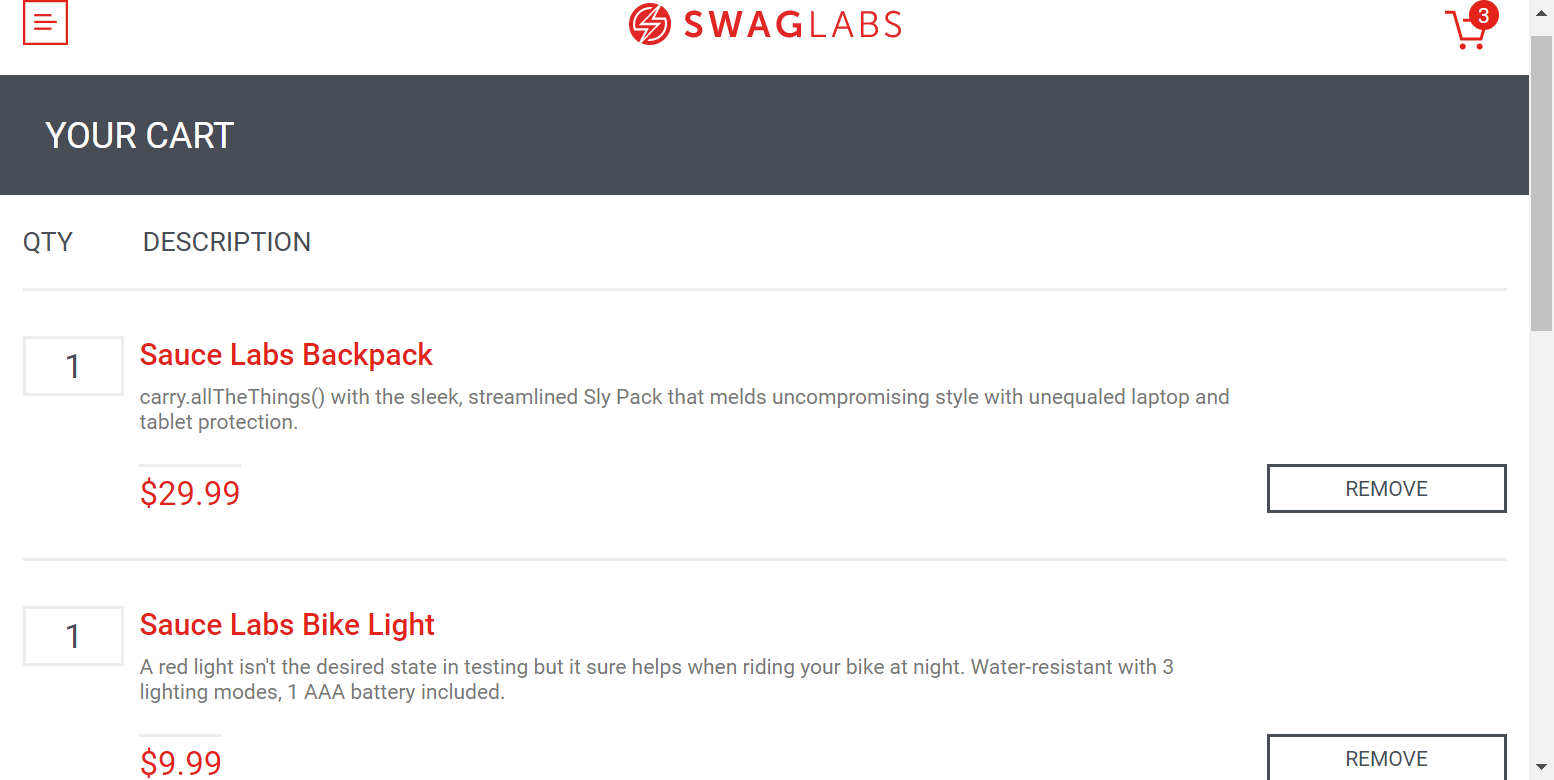 SWAGLABS
3
YOUR CART
QTY DESCRIPTION
1
Sauce Labs Backpack
carry.allTheThings() with the sleek, streamlined Sly Pack that melds uncompromising style with unequaled laptop and
tablet protection.
$29.99
REMOVE
1
Sauce Labs Bike Light
A red light isn't the desired state in testing but it sure helps when riding your bike at night. Water-resistant with 3
lighting modes, 1 AAA battery included.
$9.99
REMOVE